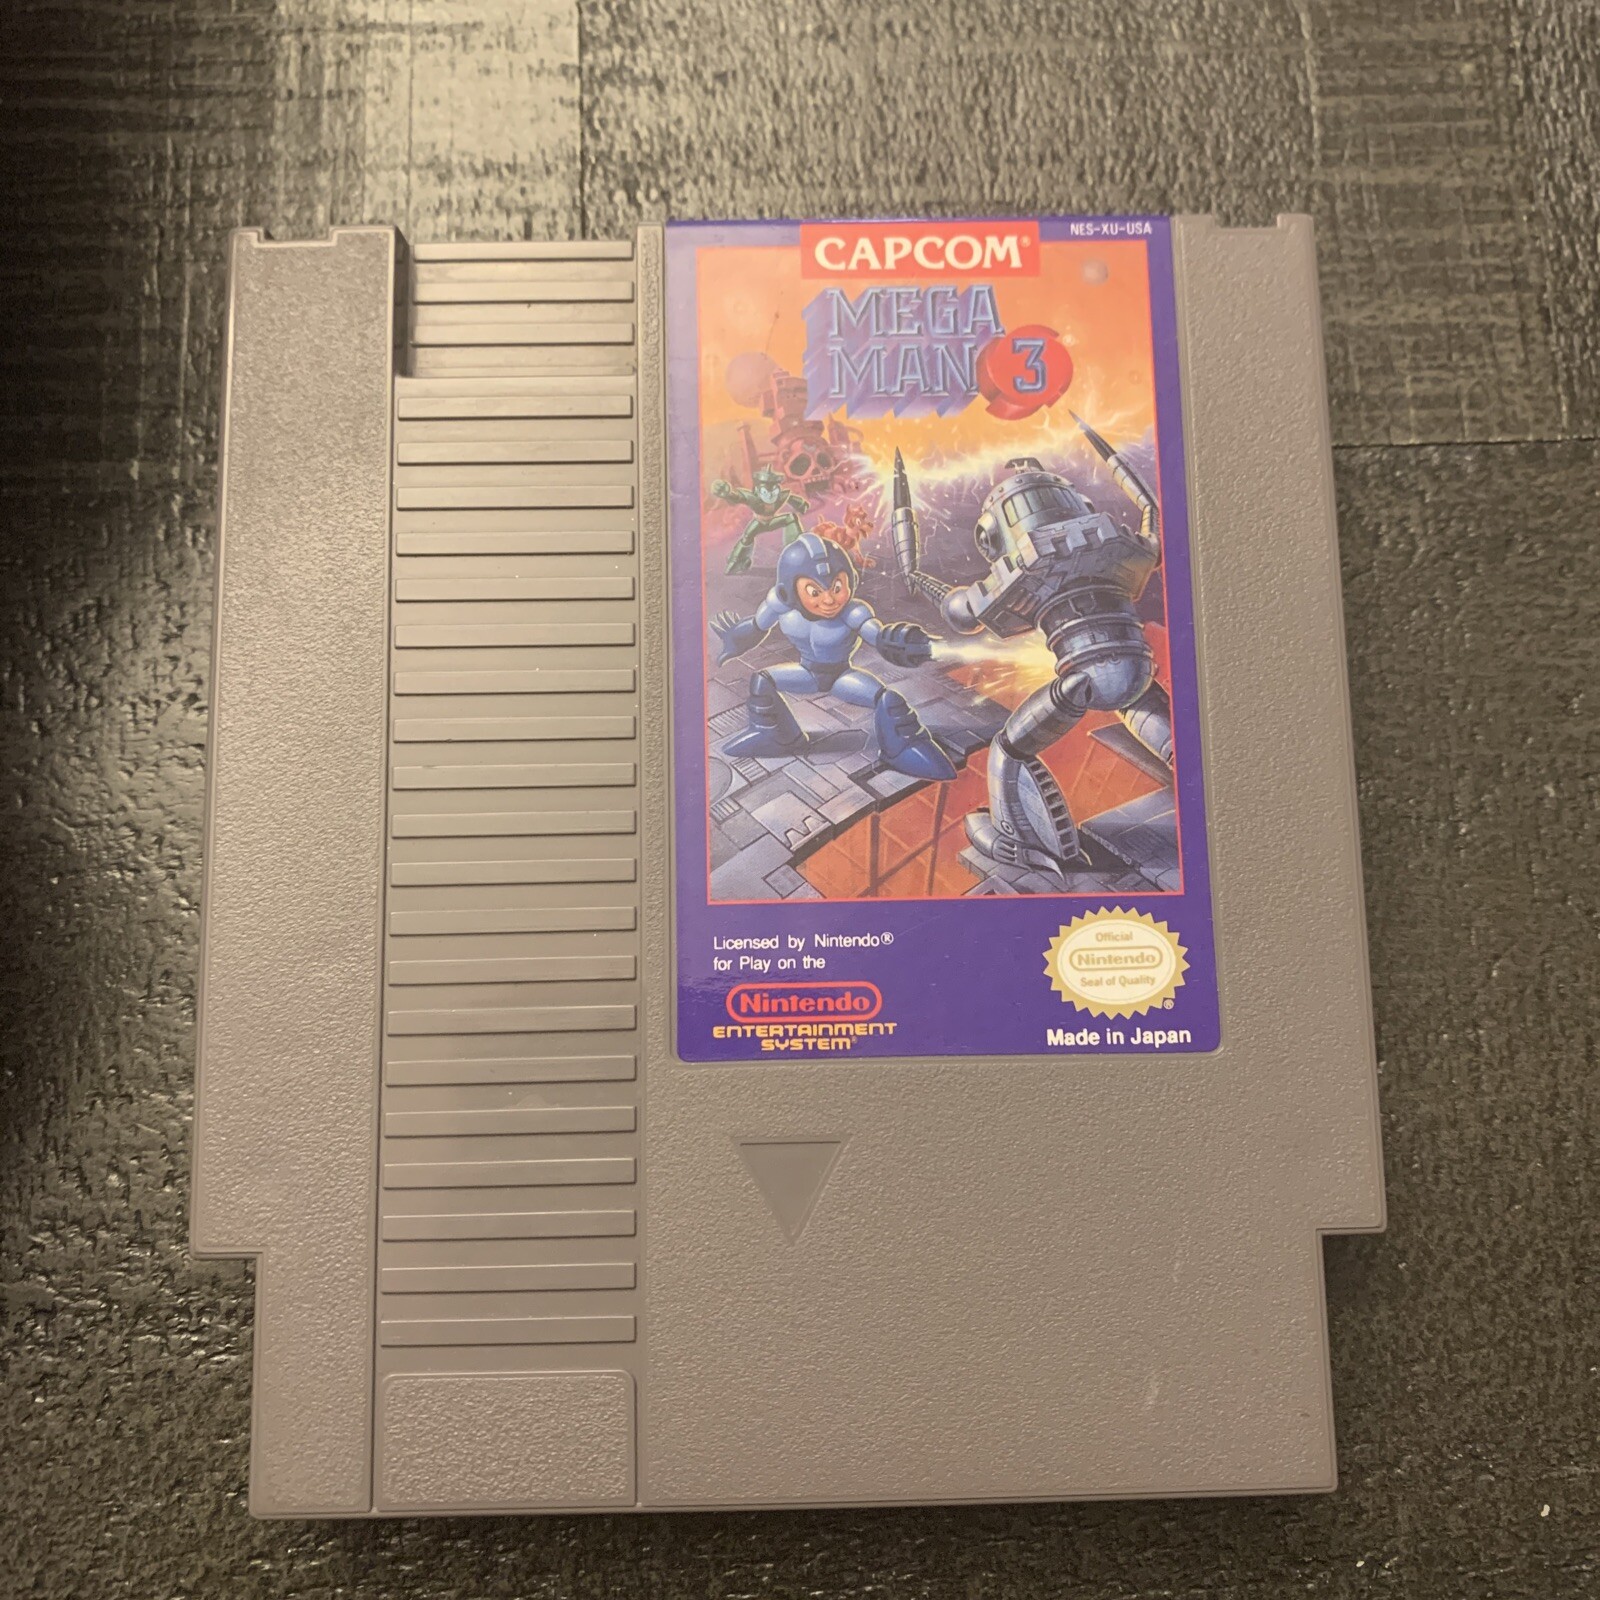 NES-XU-USA
CAPCOM®
MEGA
MAN 3
Licensed by Nintendo®
for Play on the
Nintendo
ENTERTAINMENT
SYSTEM®
Official
Nintendo
Seal of Quality
®
Made in Japan